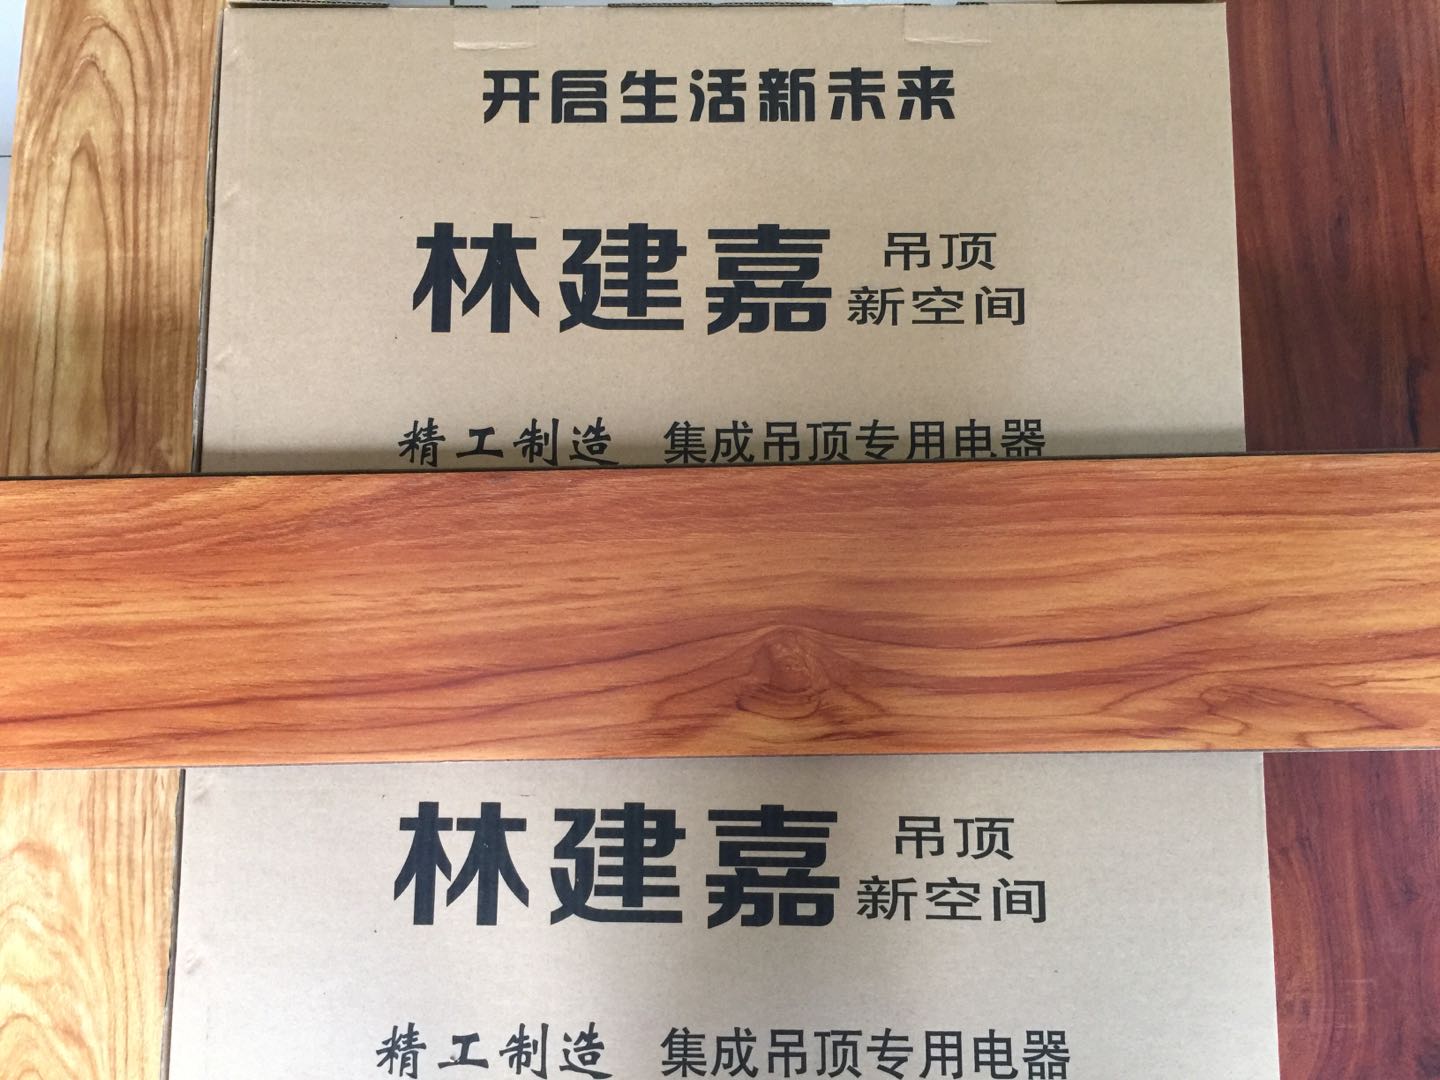 开启生活新未来
林建嘉 吊顶
新空间
精工制造 集成吊顶专用电器
林建嘉 吊顶
新空间
精工制造 集成吊顶专用电器